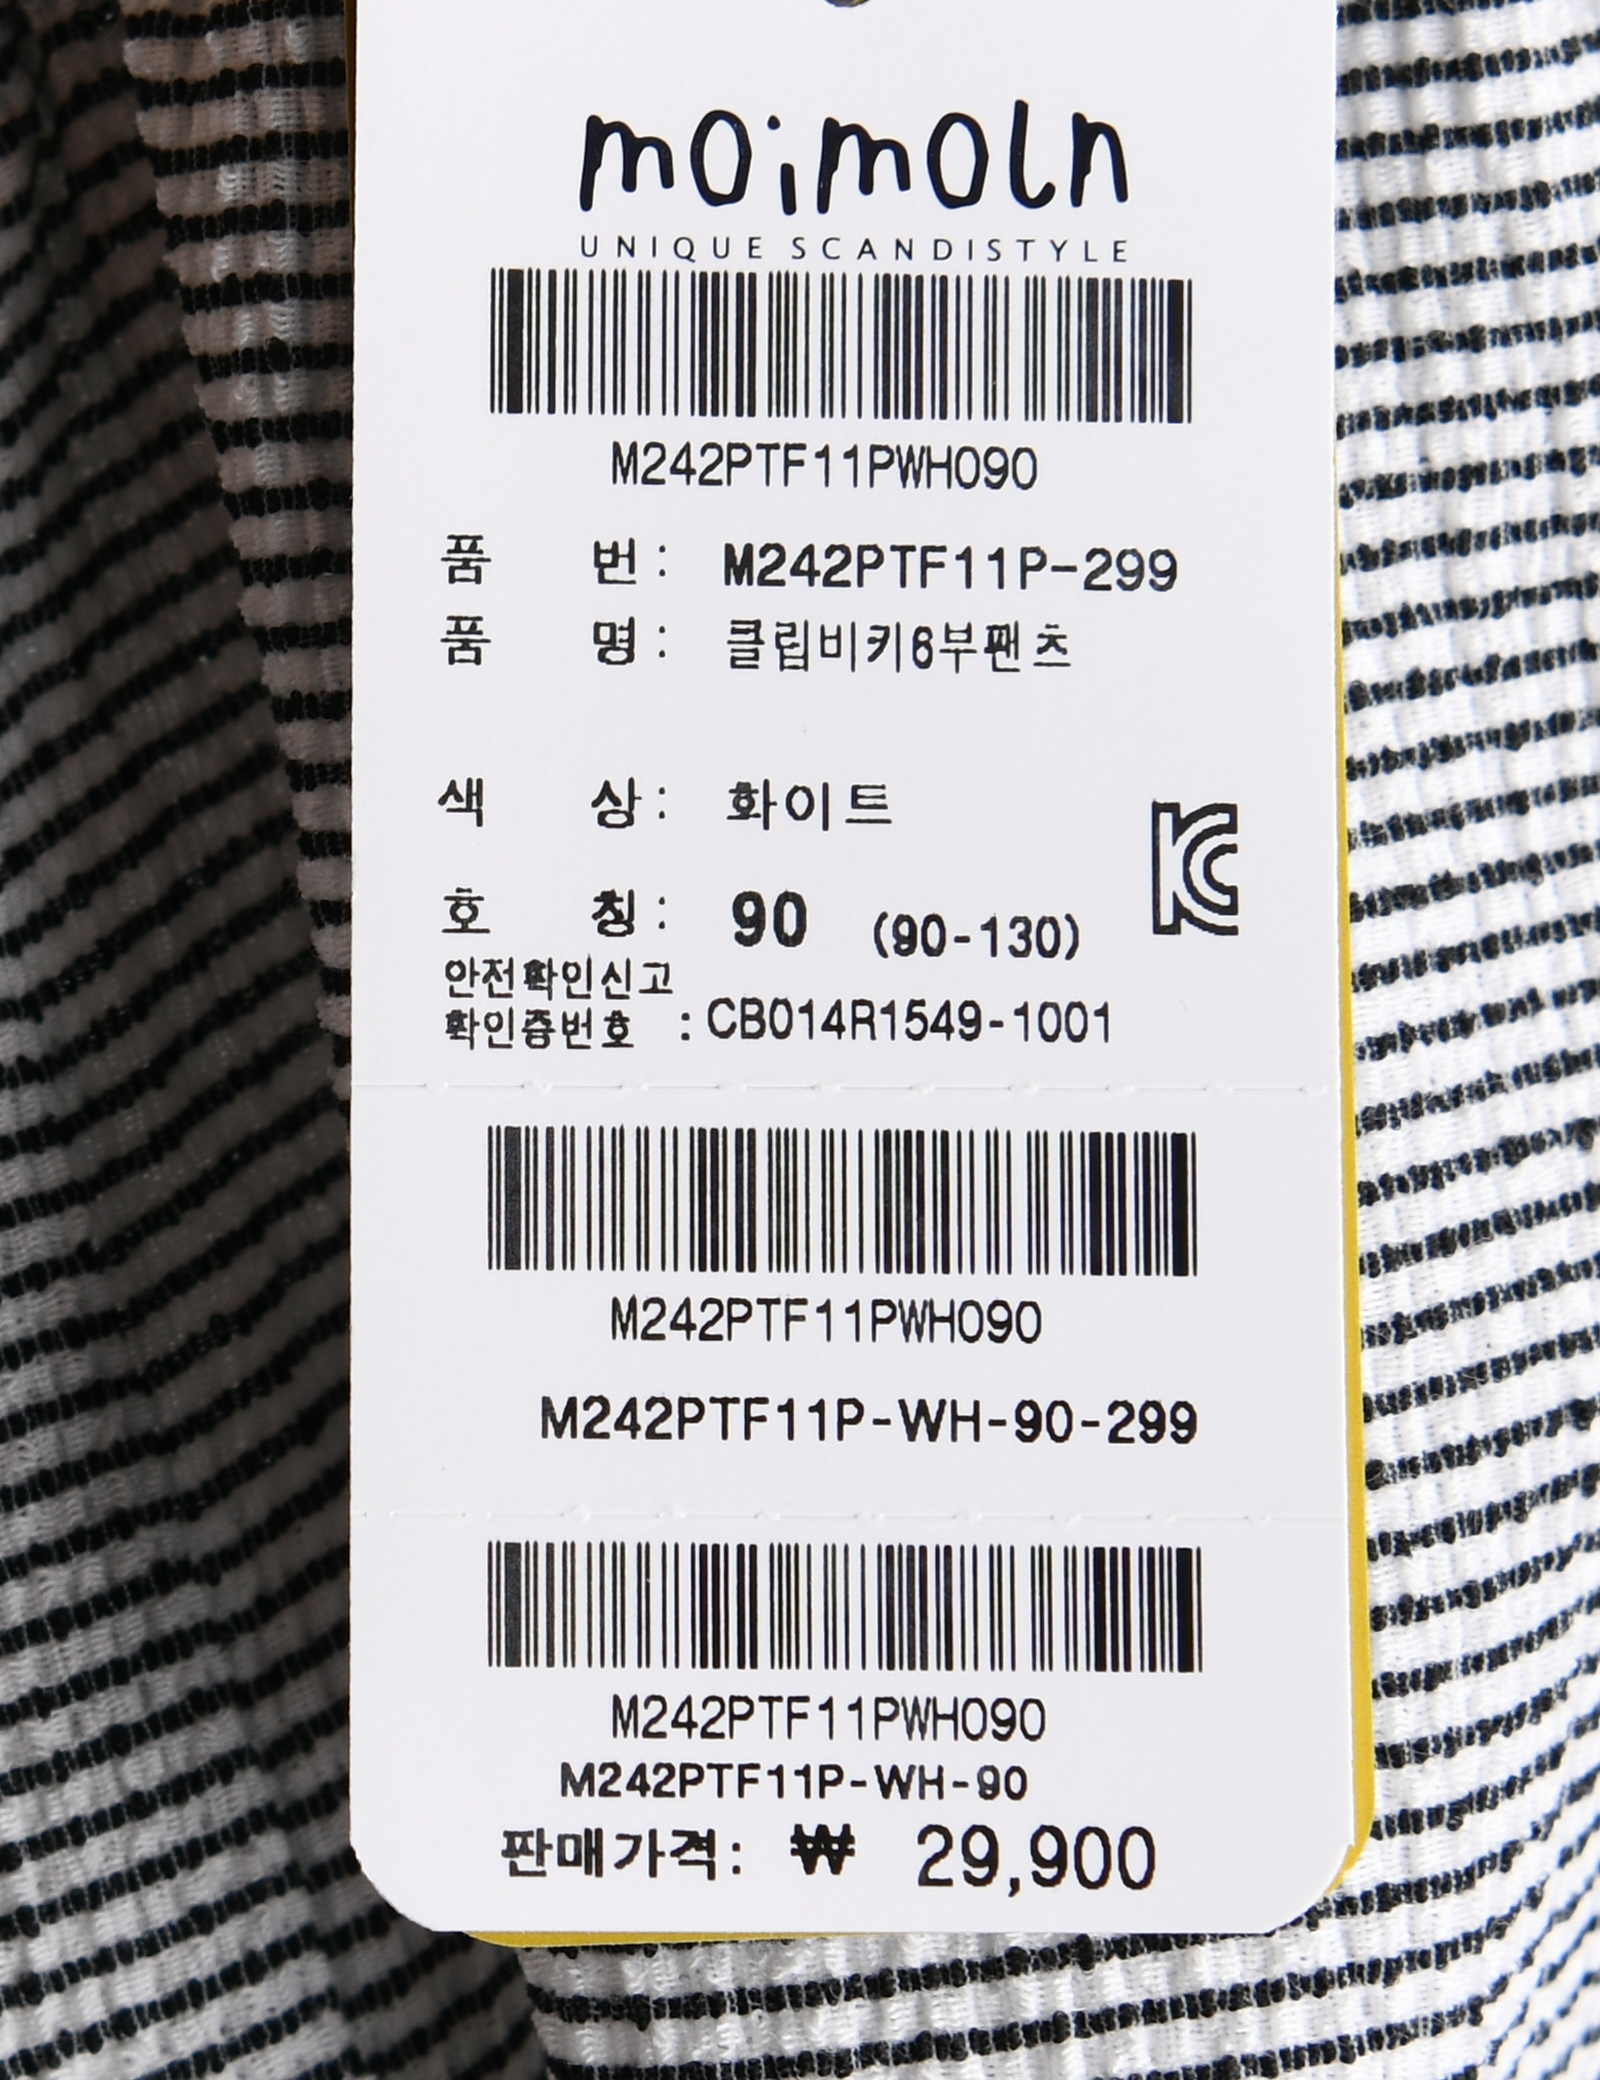 moimoln
UNIQUE SCANDISTYLE
M242PTF11PWH090
품 번 : M242PTF11P-299
품 명 : 클립비키6부팬츠
색 상 : 화이트
호 칭 : 90 (90-130)
안전확인신고
확인증번호 : CB014R1549-1001
M242PTF11PWH090
M242PTF11P-WH-90-299
M242PTF11PWH090
M242PTF11P-WH-90
판매가격: ₩ 29,900